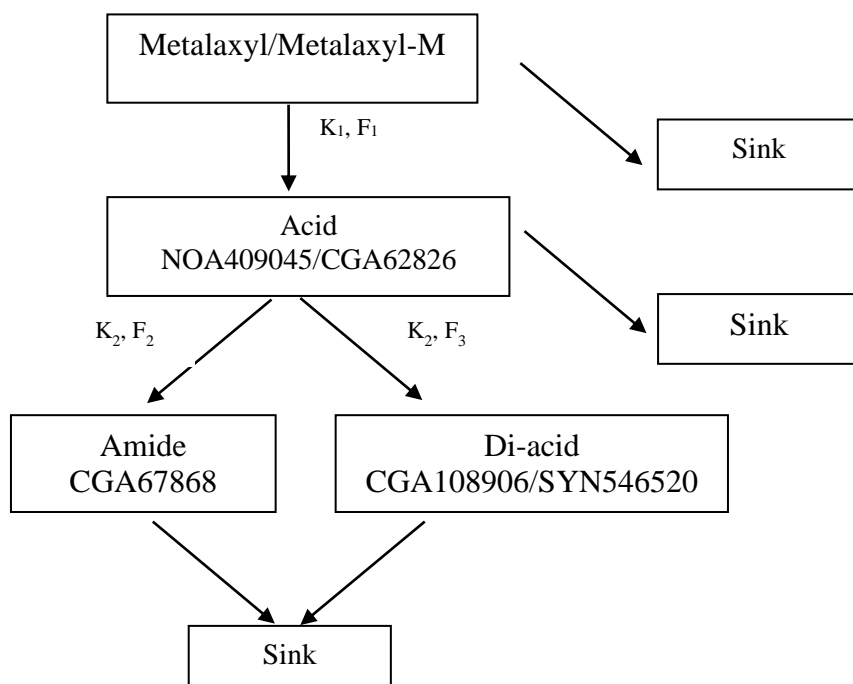 Metalaxyl/Metalaxyl-M
K₁, F₁
Sink
Acid
NOA409045/CGA62826
Sink
K₂, F₂
K₂, F₃
Amide
CGA67868
Di-acid
CGA108906/SYN546520
Sink